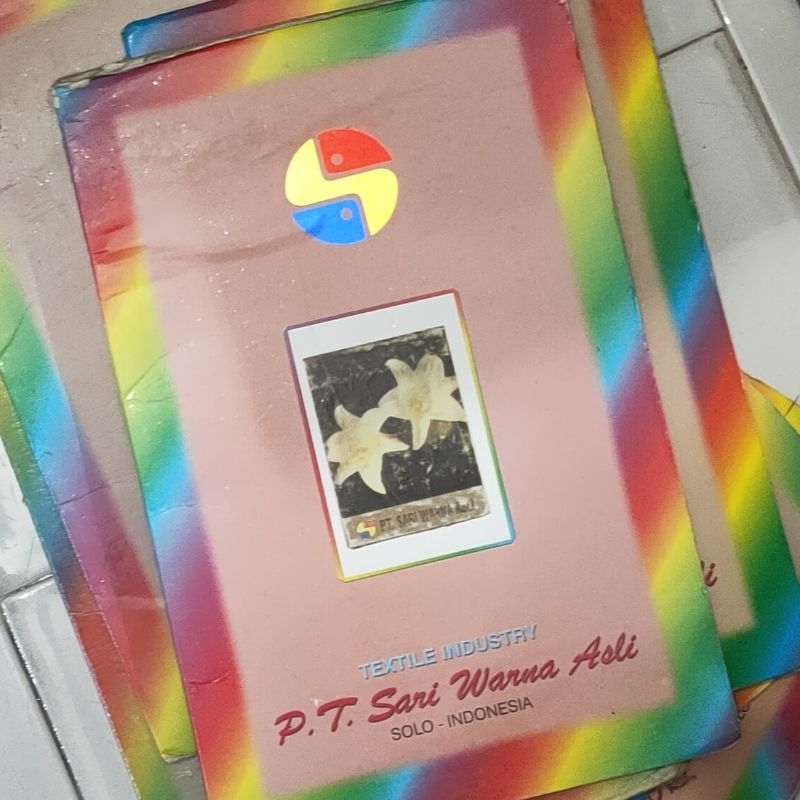 PT. SARI WARNA ASLI
TEXTILE INDUSTRY
P.T. Sari Warna Asli
SOLO - INDONESIA